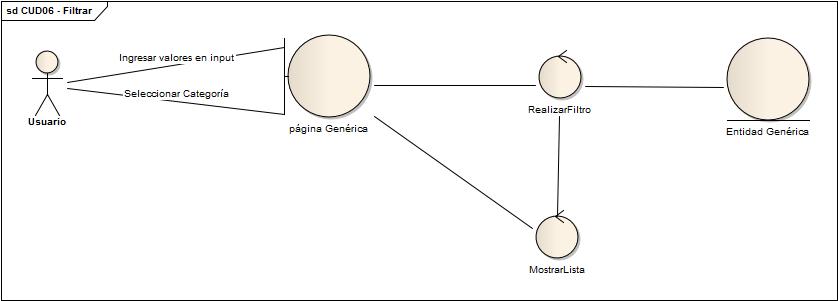 sd CUD06 - Filtrar
Ingresar valores en input
Seleccionar Categoría
Usuario
página Genérica
RealizarFiltro
Entidad Genérica
MostrarLista